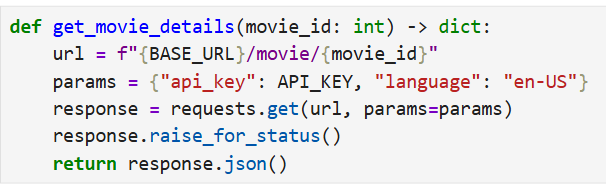 def get_movie_details(movie_id: int) -> dict:
    url = f"{BASE_URL}/movie/{movie_id}"
    params = {"api_key": API_KEY, "language": "en-US"}
    response = requests.get(url, params=params)
    response.raise_for_status()
    return response.json()